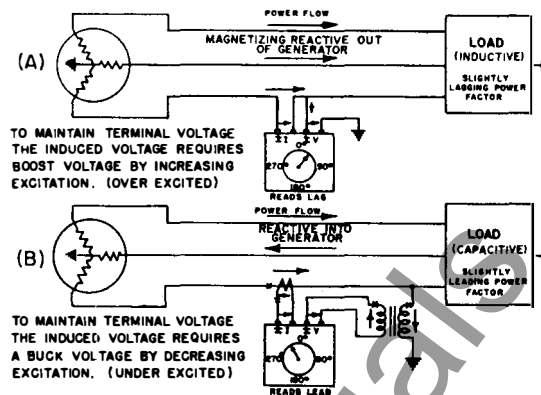 POWER FLOW
MAGNETIZING REACTIVE OUT
OF GENERATOR
(A)
LOAD
(INDUCTIVE)
SLIGHTLY
LAGGING POWER
FACTOR
TO MAINTAIN TERMINAL VOLTAGE
THE INDUCED VOLTAGE REQUIRES
BOOST VOLTAGE BY INCREASING
EXCITATION. (OVER EXCITED)
± I ± V
0°
270° 90°
180°
READS LAG
POWER FLOW
REACTIVE INTO
GENERATOR
(B)
LOAD
(CAPACITIVE)
SLIGHTLY
LEADING POWER
FACTOR
TO MAINTAIN TERMINAL VOLTAGE
THE INDUCED VOLTAGE REQUIRES
A BUCK VOLTAGE BY DECREASING
EXCITATION. (UNDER EXCITED)
± I ± V
0°
270° 90°
180°
READS LEAD